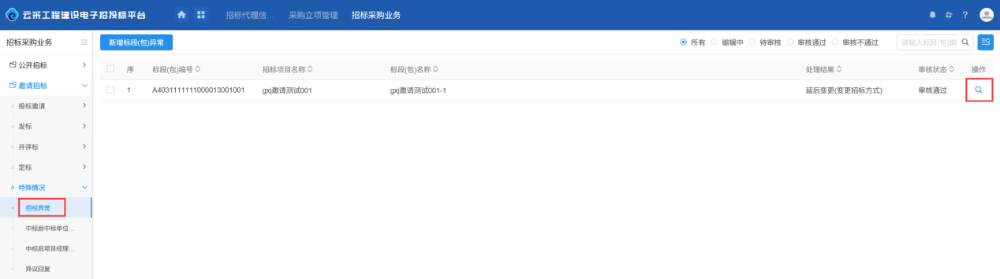 云采工程建设电子招投标平台 招标代理信... 采购立项管理 招标采购业务 ?
招标采购业务
新增标段(包)异常 所有 编辑中 待审核 审核通过 审核不通过 请输入标段(包)编
公开招标
邀请招标
投标邀请
发标
开评标
定标
特殊情况
招标异常
中标后中标单位...
中标后项目经理...
异议回复
序 标段(包)编号 招标项目名称 标段(包)名称 处理结果 审核状态 操作
1 A4031111111000013001001 gxj邀请测试001 gxj邀请测试001-1 延后变更(变更招标方式) 审核通过